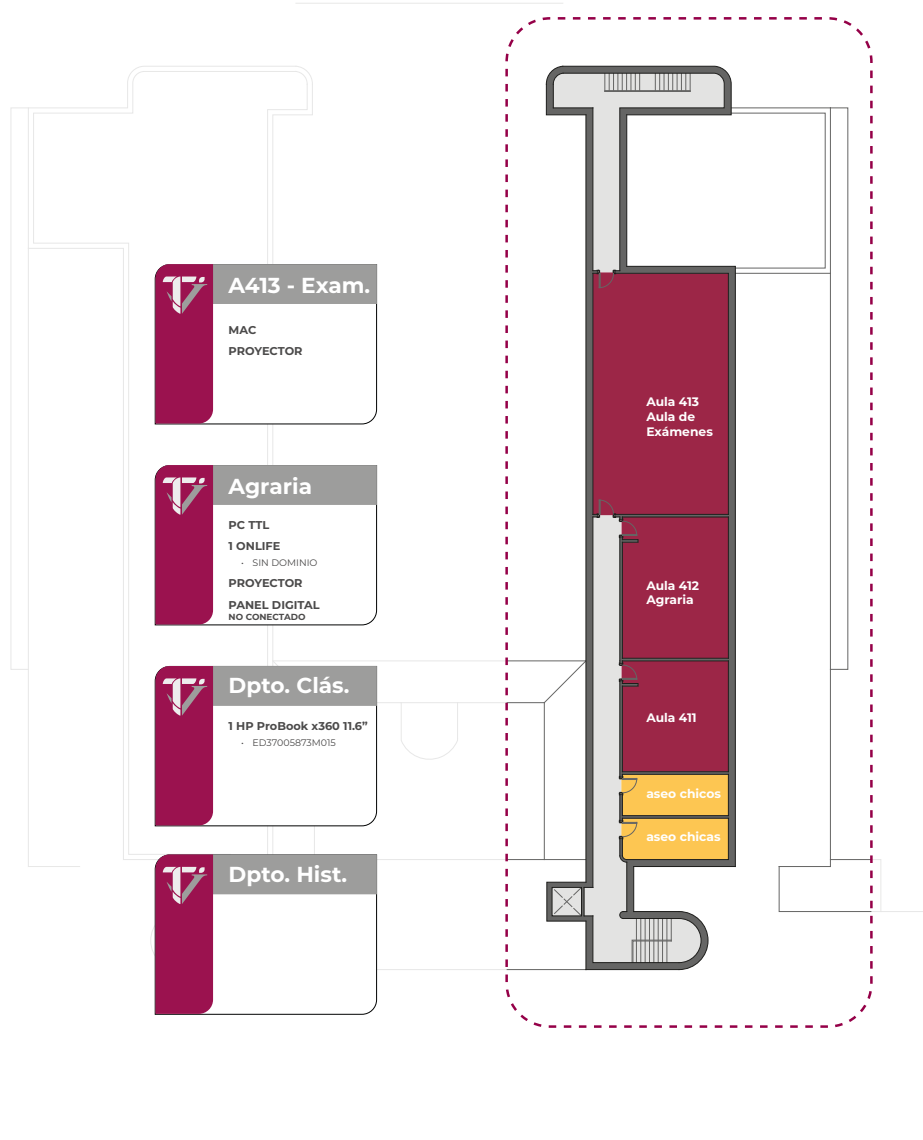 A413 - Exam.
MAC
PROYECTOR
Agraria
PC TTL
1 ONLIFE
· SIN DOMINIO
PROYECTOR
PANEL DIGITAL
NO CONECTADO
Dpto. Clás.
1 HP ProBook x360 11.6”
· ED37005873M015
Dpto. Hist.
Aula 413
Aula de
Exámenes
Aula 412
Agraria
Aula 411
aseo chicos
aseo chicas